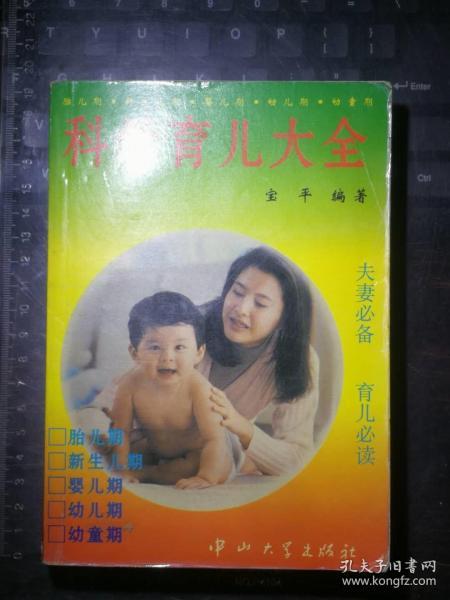 胎儿期·新生儿期·婴儿期·幼儿期·幼童期
科学育儿大全
宝平 编著
夫妻必备 育儿必读
□胎儿期
□新生儿期
□婴儿期
□幼儿期
□幼童期
中山大学出版社
Enter
Ctrl
孔夫子旧书网
www.kongfz.com